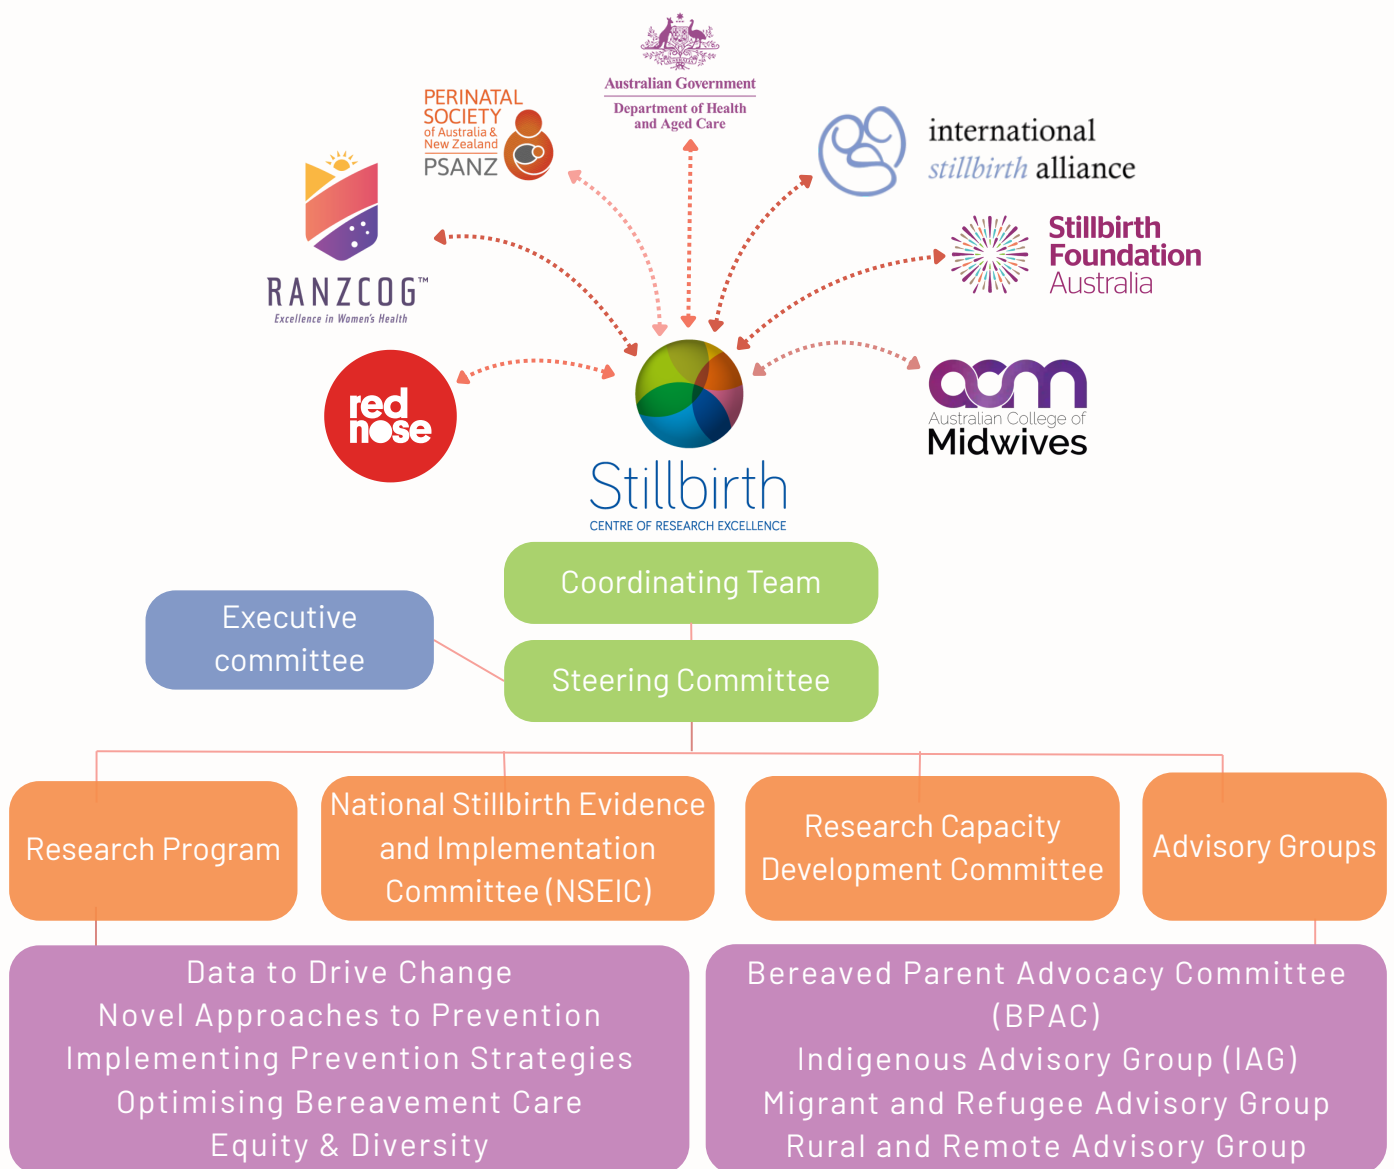 Australian Government
Department of Health
and Aged Care
PERINATAL
SOCIETY
of Australia &
New Zealand
PSANZ
international
stillbirth alliance
RANZCOG™
Excellence in Women's Health
Stillbirth
Foundation
Australia
red
nose
acm
Australian College of
Midwives
Stillbirth
CENTRE OF RESEARCH EXCELLENCE
Coordinating Team
Executive
committee
Steering Committee
Research Program
National Stillbirth Evidence
and Implementation
Committee (NSEIC)
Research Capacity
Development Committee
Advisory Groups
Data to Drive Change
Novel Approaches to Prevention
Implementing Prevention Strategies
Optimising Bereavement Care
Equity & Diversity
Bereaved Parent Advocacy Committee
(BPAC)
Indigenous Advisory Group (IAG)
Migrant and Refugee Advisory Group
Rural and Remote Advisory Group